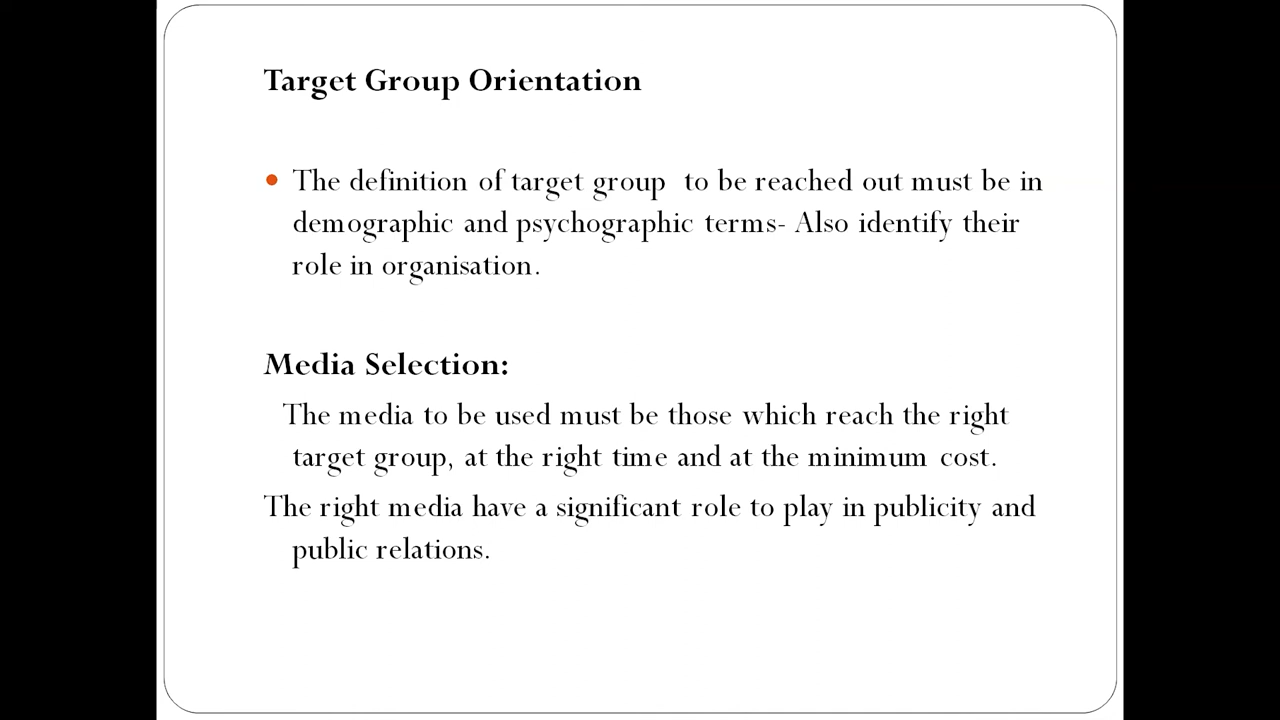 Target Group Orientation
• The definition of target group  to be reached out must be in
demographic and psychographic terms- Also identify their
role in organisation.
Media Selection:
The media to be used must be those which reach the right
target group, at the right time and at the minimum cost.
The right media have a significant role to play in publicity and
public relations.